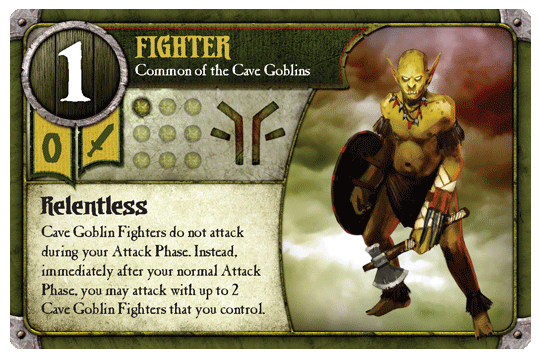 1
FIGHTER
Common of the Cave Goblins
0
Relentless
Cave Goblin Fighters do not attack
during your Attack Phase. Instead,
immediately after your normal Attack
Phase, you may attack with up to 2
Cave Goblin Fighters that you control.